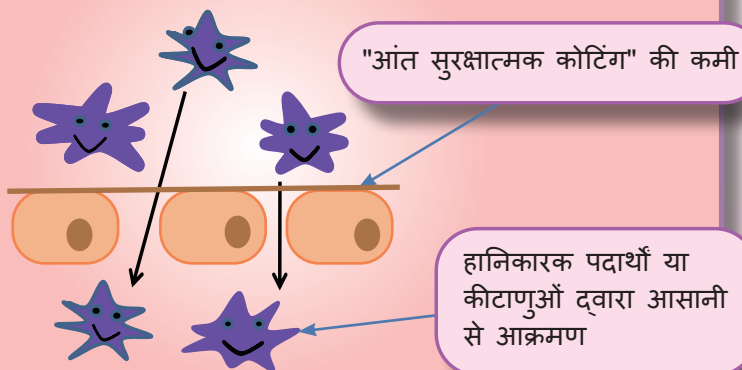 "आंत सुरक्षात्मक कोटिंग" की कमी
हानिकारक पदार्थों या
कीटाणुओं द्वारा आसानी
से आक्रमण